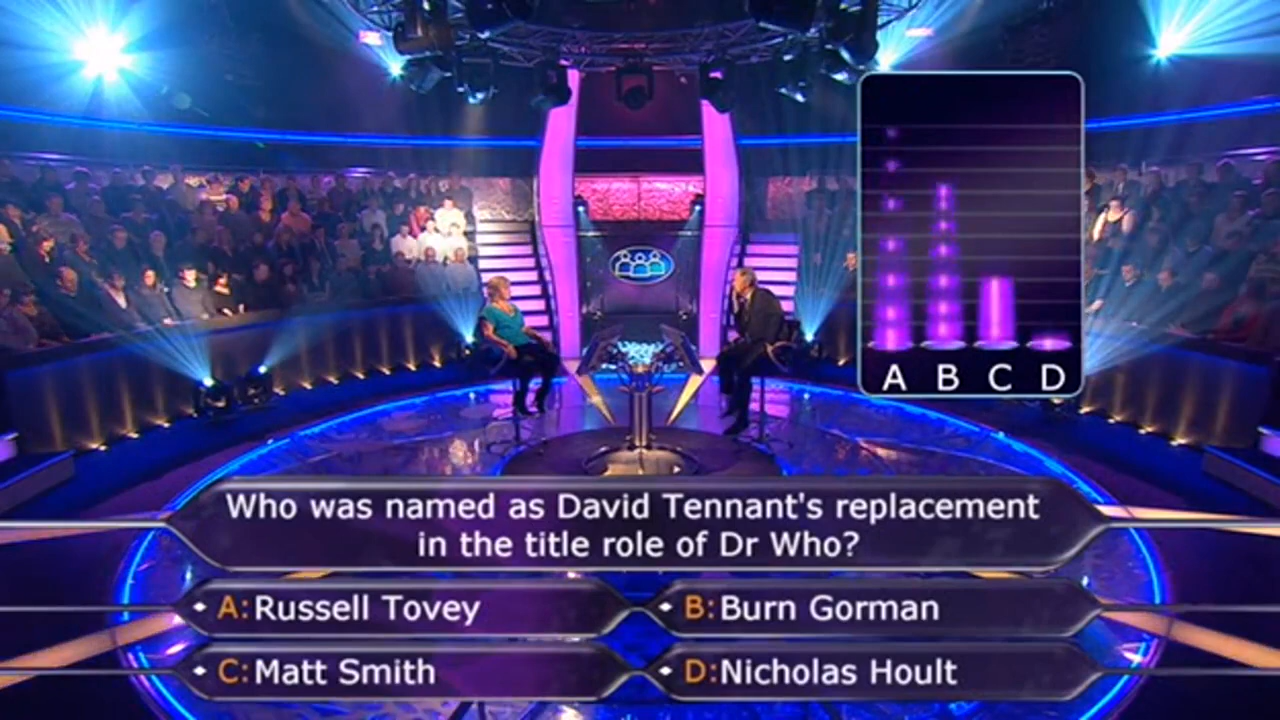 A B C D
Who was named as David Tennant's replacement
in the title role of Dr Who?
A: Russell Tovey
B: Burn Gorman
C: Matt Smith
D: Nicholas Hoult